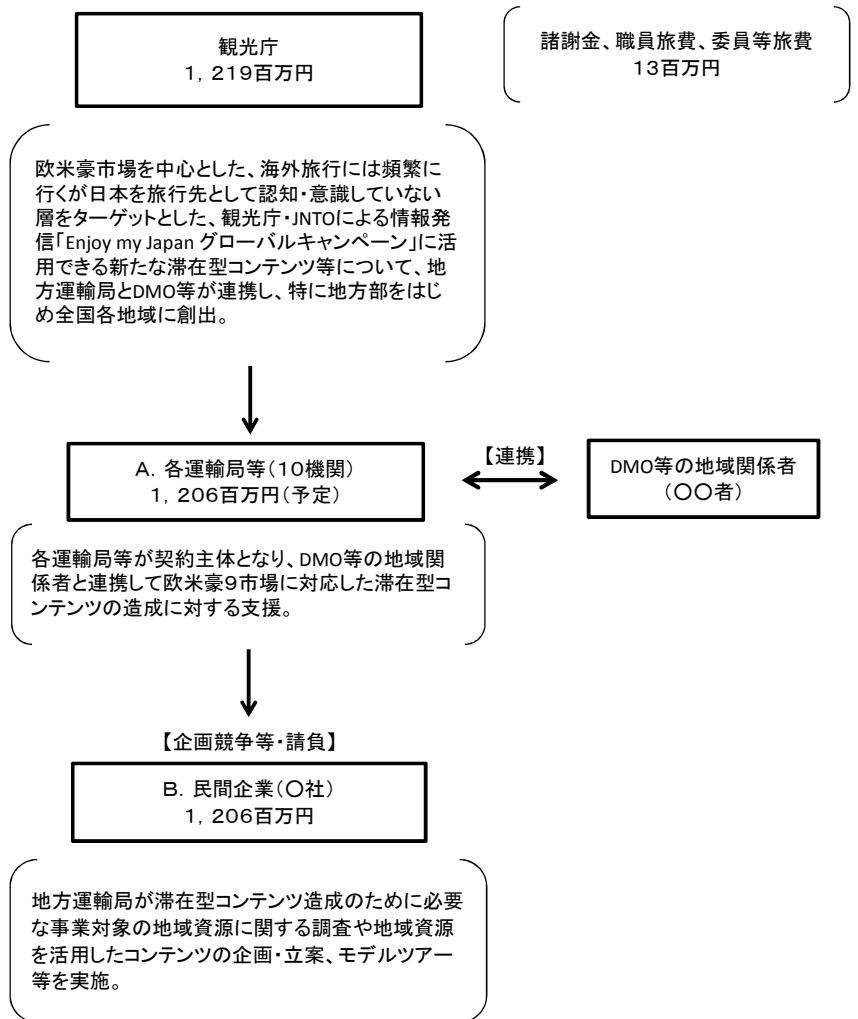 観光庁
1，219百万円
諸謝金、職員旅費、委員等旅費
13百万円
欧米豪市場を中心とした、海外旅行には頻繁に
行くが日本を旅行先として認知・意識していない
層をターゲットとした、観光庁・JNTOによる情報発
信「Enjoy my Japan グローバルキャンペーン」に活
用できる新たな滞在型コンテンツ等について、地
方運輸局とDMO等が連携し、特に地方部をはじ
め全国各地域に創出。
A．各運輸局等（10機関）
1，206百万円（予定）
【連携】
DMO等の地域関係者
（〇〇者）
各運輸局等が契約主体となり、DMO等の地域関
係者と連携して欧米豪９市場に対応した滞在型コ
ンテンツの造成に対する支援。
【企画競争等・請負】
B．民間企業（〇社）
1，206百万円
地方運輸局が滞在型コンテンツ造成のために必要
な事業対象の地域資源に関する調査や地域資源
を活用したコンテンツの企画・立案、モデルツアー
等を実施。